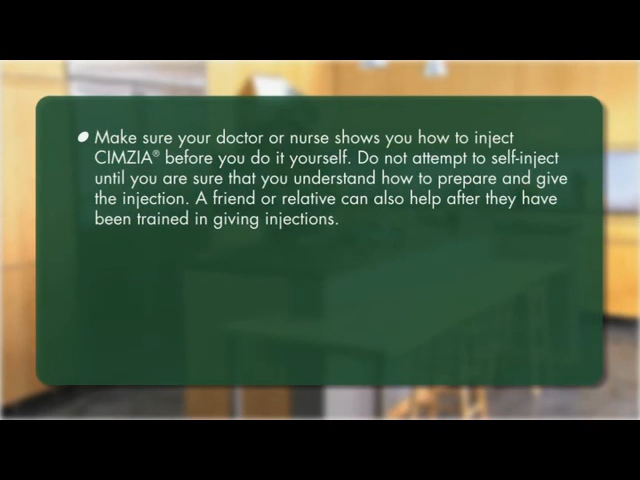 Make sure your doctor or nurse shows you how to inject
CIMZIA® before you do it yourself. Do not attempt to self-inject
until you are sure that you understand how to prepare and give
the injection. A friend or relative can also help after they have
been trained in giving injections.